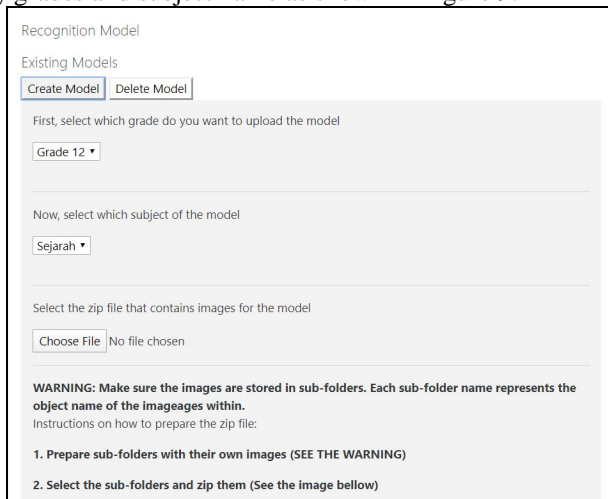 Recognition Model
Existing Models
Create Model Delete Model
First, select which grade do you want to upload the model
Grade 12
Now, select which subject of the model
Sejarah
Select the zip file that contains images for the model
Choose File No file chosen
WARNING: Make sure the images are stored in sub-folders. Each sub-folder name represents the
object name of the imageages within.
Instructions on how to prepare the zip file:
1. Prepare sub-folders with their own images (SEE THE WARNING)
2. Select the sub-folders and zip them (See the image bellow)